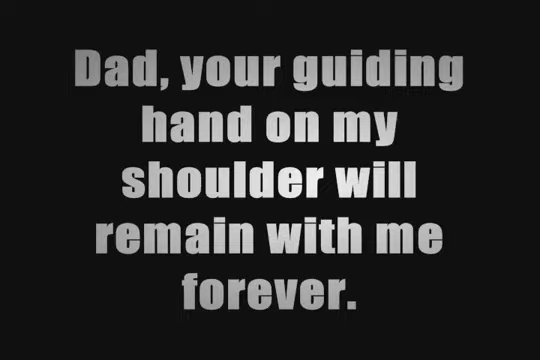 Dad, your guiding
hand on my
shoulder will
remain with me
forever.